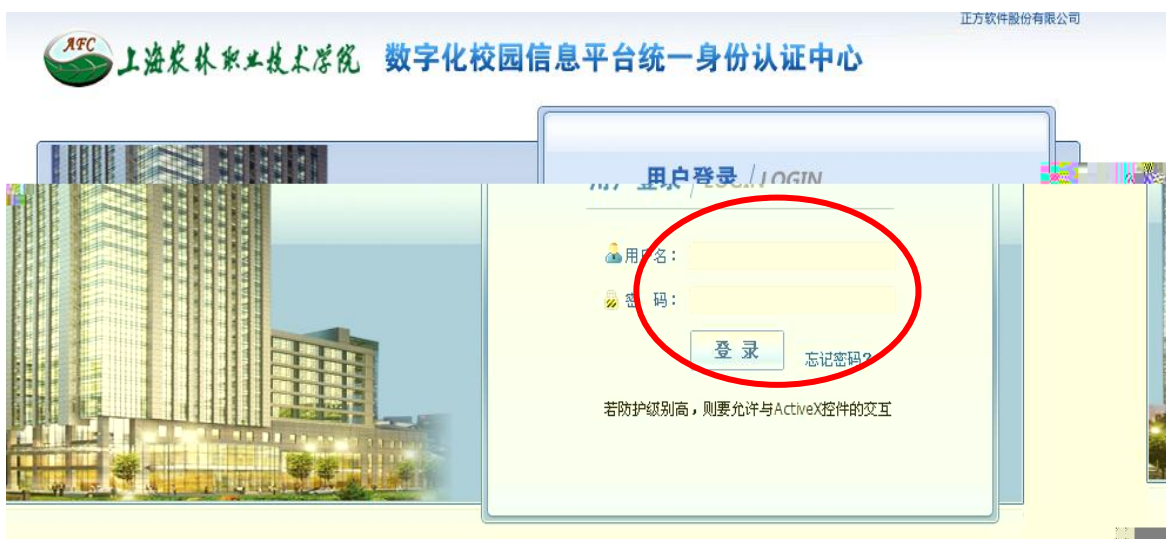 正方软件股份有限公司
AFC 上海农林职业技术学院 数字化校园信息平台统一身份认证中心
用户登录 LOGIN
用户名：
密 码：
登 录 忘记密码?
若防护级别高，则要允许与ActiveX控件的交互